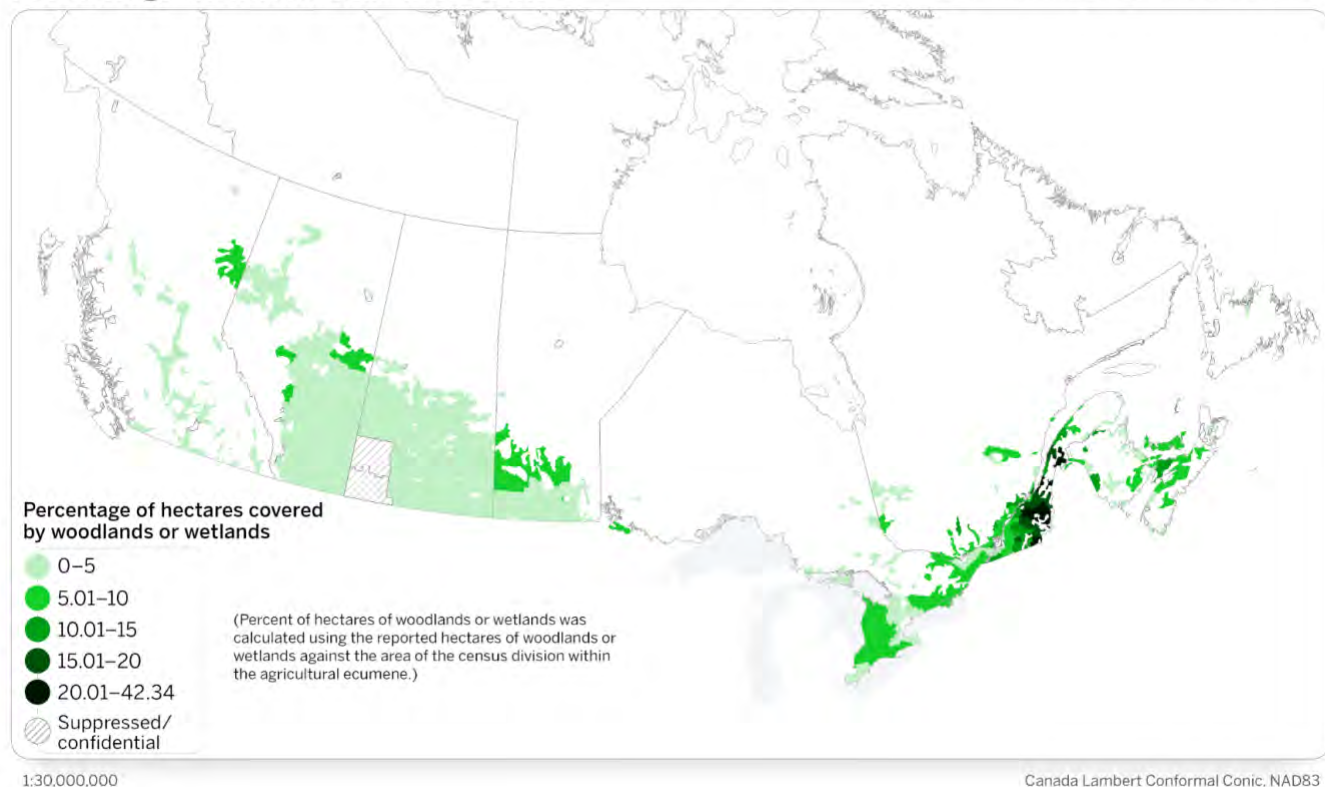 Percentage of hectares covered
by woodlands or wetlands
0–5
5.01–10
10.01–15
15.01–20
20.01–42.34
Suppressed/
confidential
(Percent of hectares of woodlands or wetlands was
calculated using the reported hectares of woodlands or
wetlands against the area of the census division within
the agricultural ecumene.)
1:30,000,000
Canada Lambert Conformal Conic, NAD83